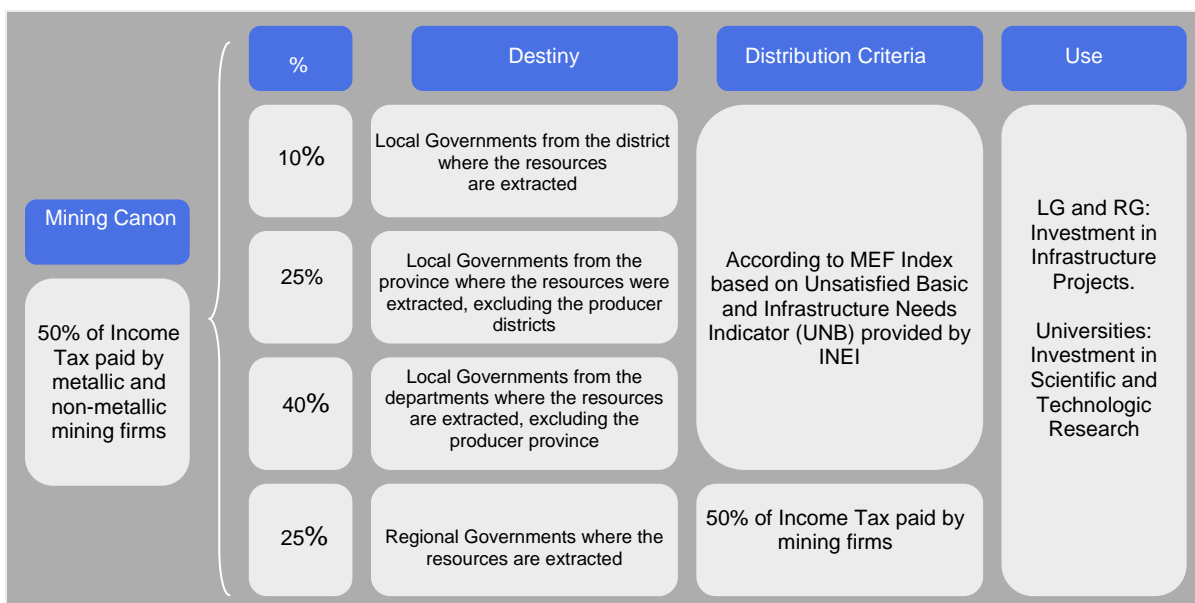 %
Destiny
Distribution Criteria
Use
Mining Canon
50% of Income
Tax paid by
metallic and
non-metallic
mining firms
10%
Local Governments from the district
where the resources
are extracted
25%
Local Governments from the
province where the resources were
extracted, excluding the producer
districts
40%
Local Governments from the
departments where the resources
are extracted, excluding the
producer province
According to MEF Index
based on Unsatisfied Basic
and Infrastructure Needs
Indicator (UNB) provided by
INEI
25%
Regional Governments where the
resources are extracted
50% of Income Tax paid by
mining firms
LG and RG:
Investment in
Infrastructure
Projects.
Universities:
Investment in
Scientific and
Technologic
Research